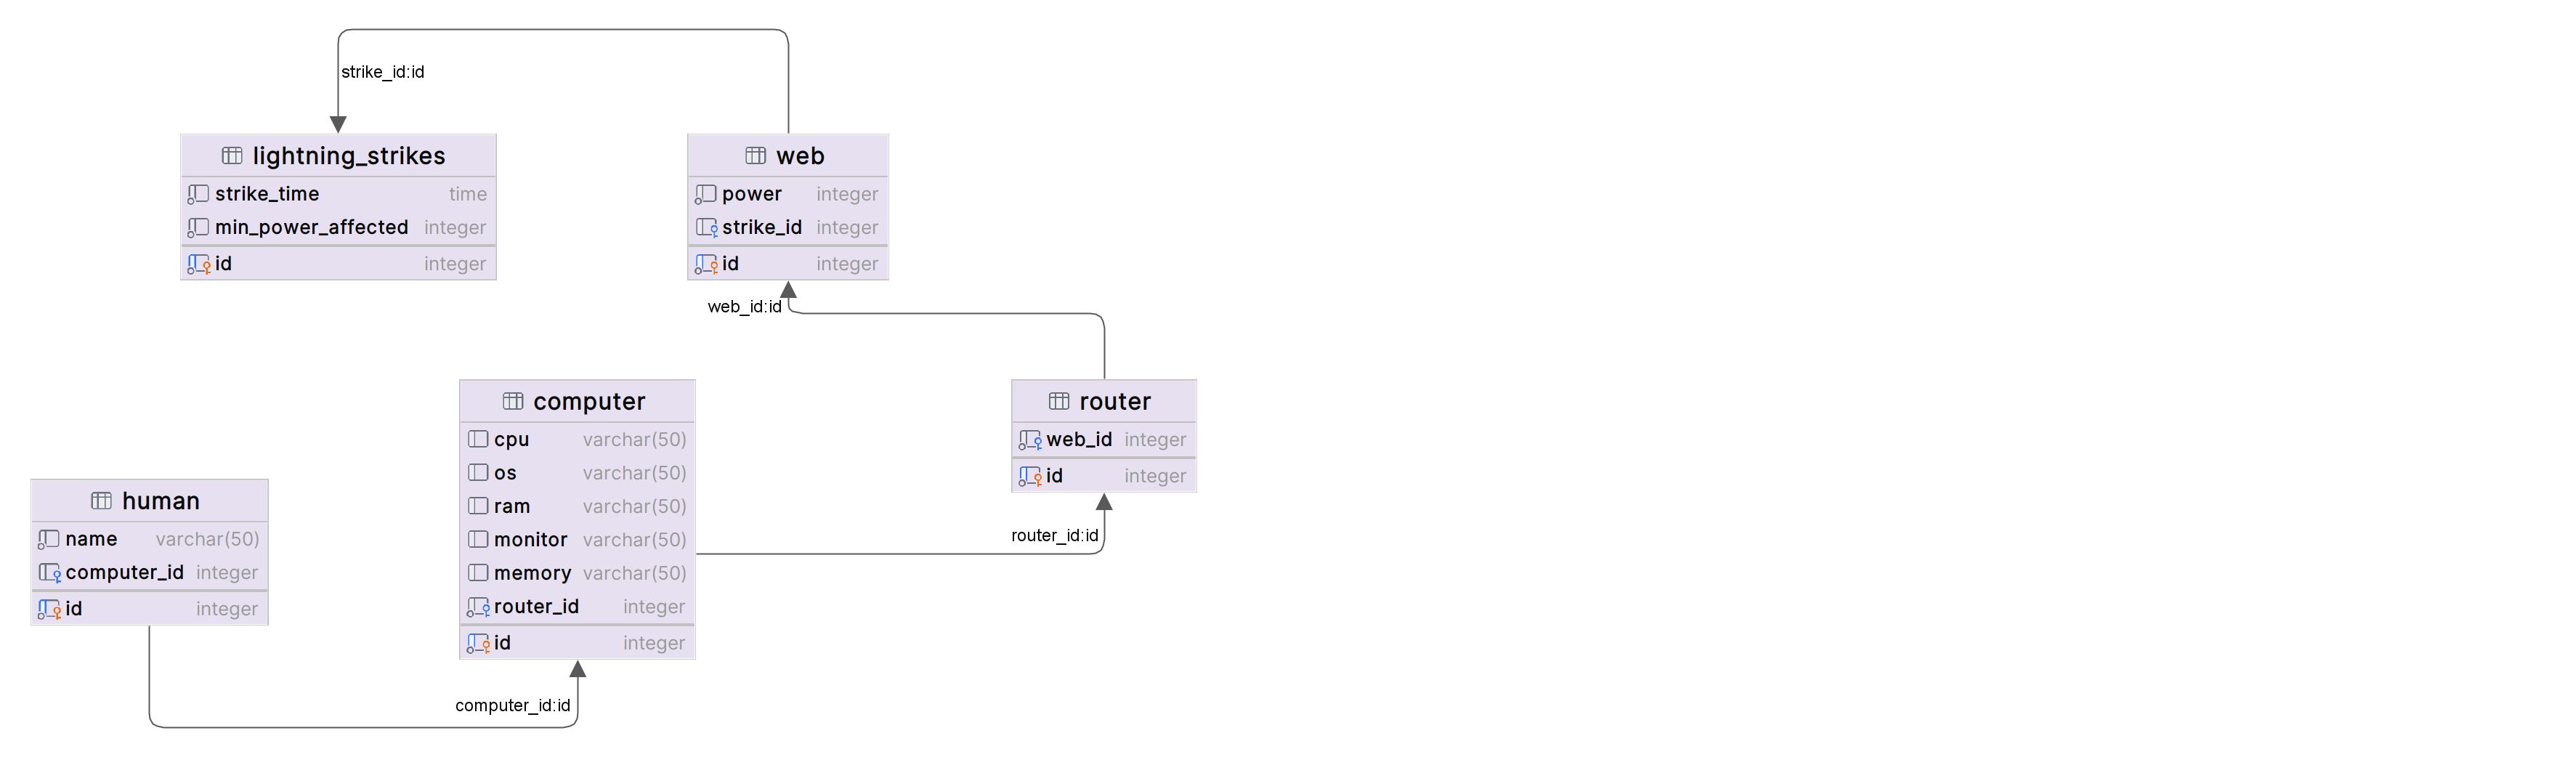 strike_id:id
lightning_strikes
strike_time time
min_power_affected integer
id integer
web
power integer
strike_id integer
id integer
web_id:id
computer
cpu varchar(50)
os varchar(50)
ram varchar(50)
monitor varchar(50)
memory varchar(50)
router_id integer
id integer
router
web_id integer
id integer
router_id:id
human
name varchar(50)
computer_id integer
id integer
computer_id:id